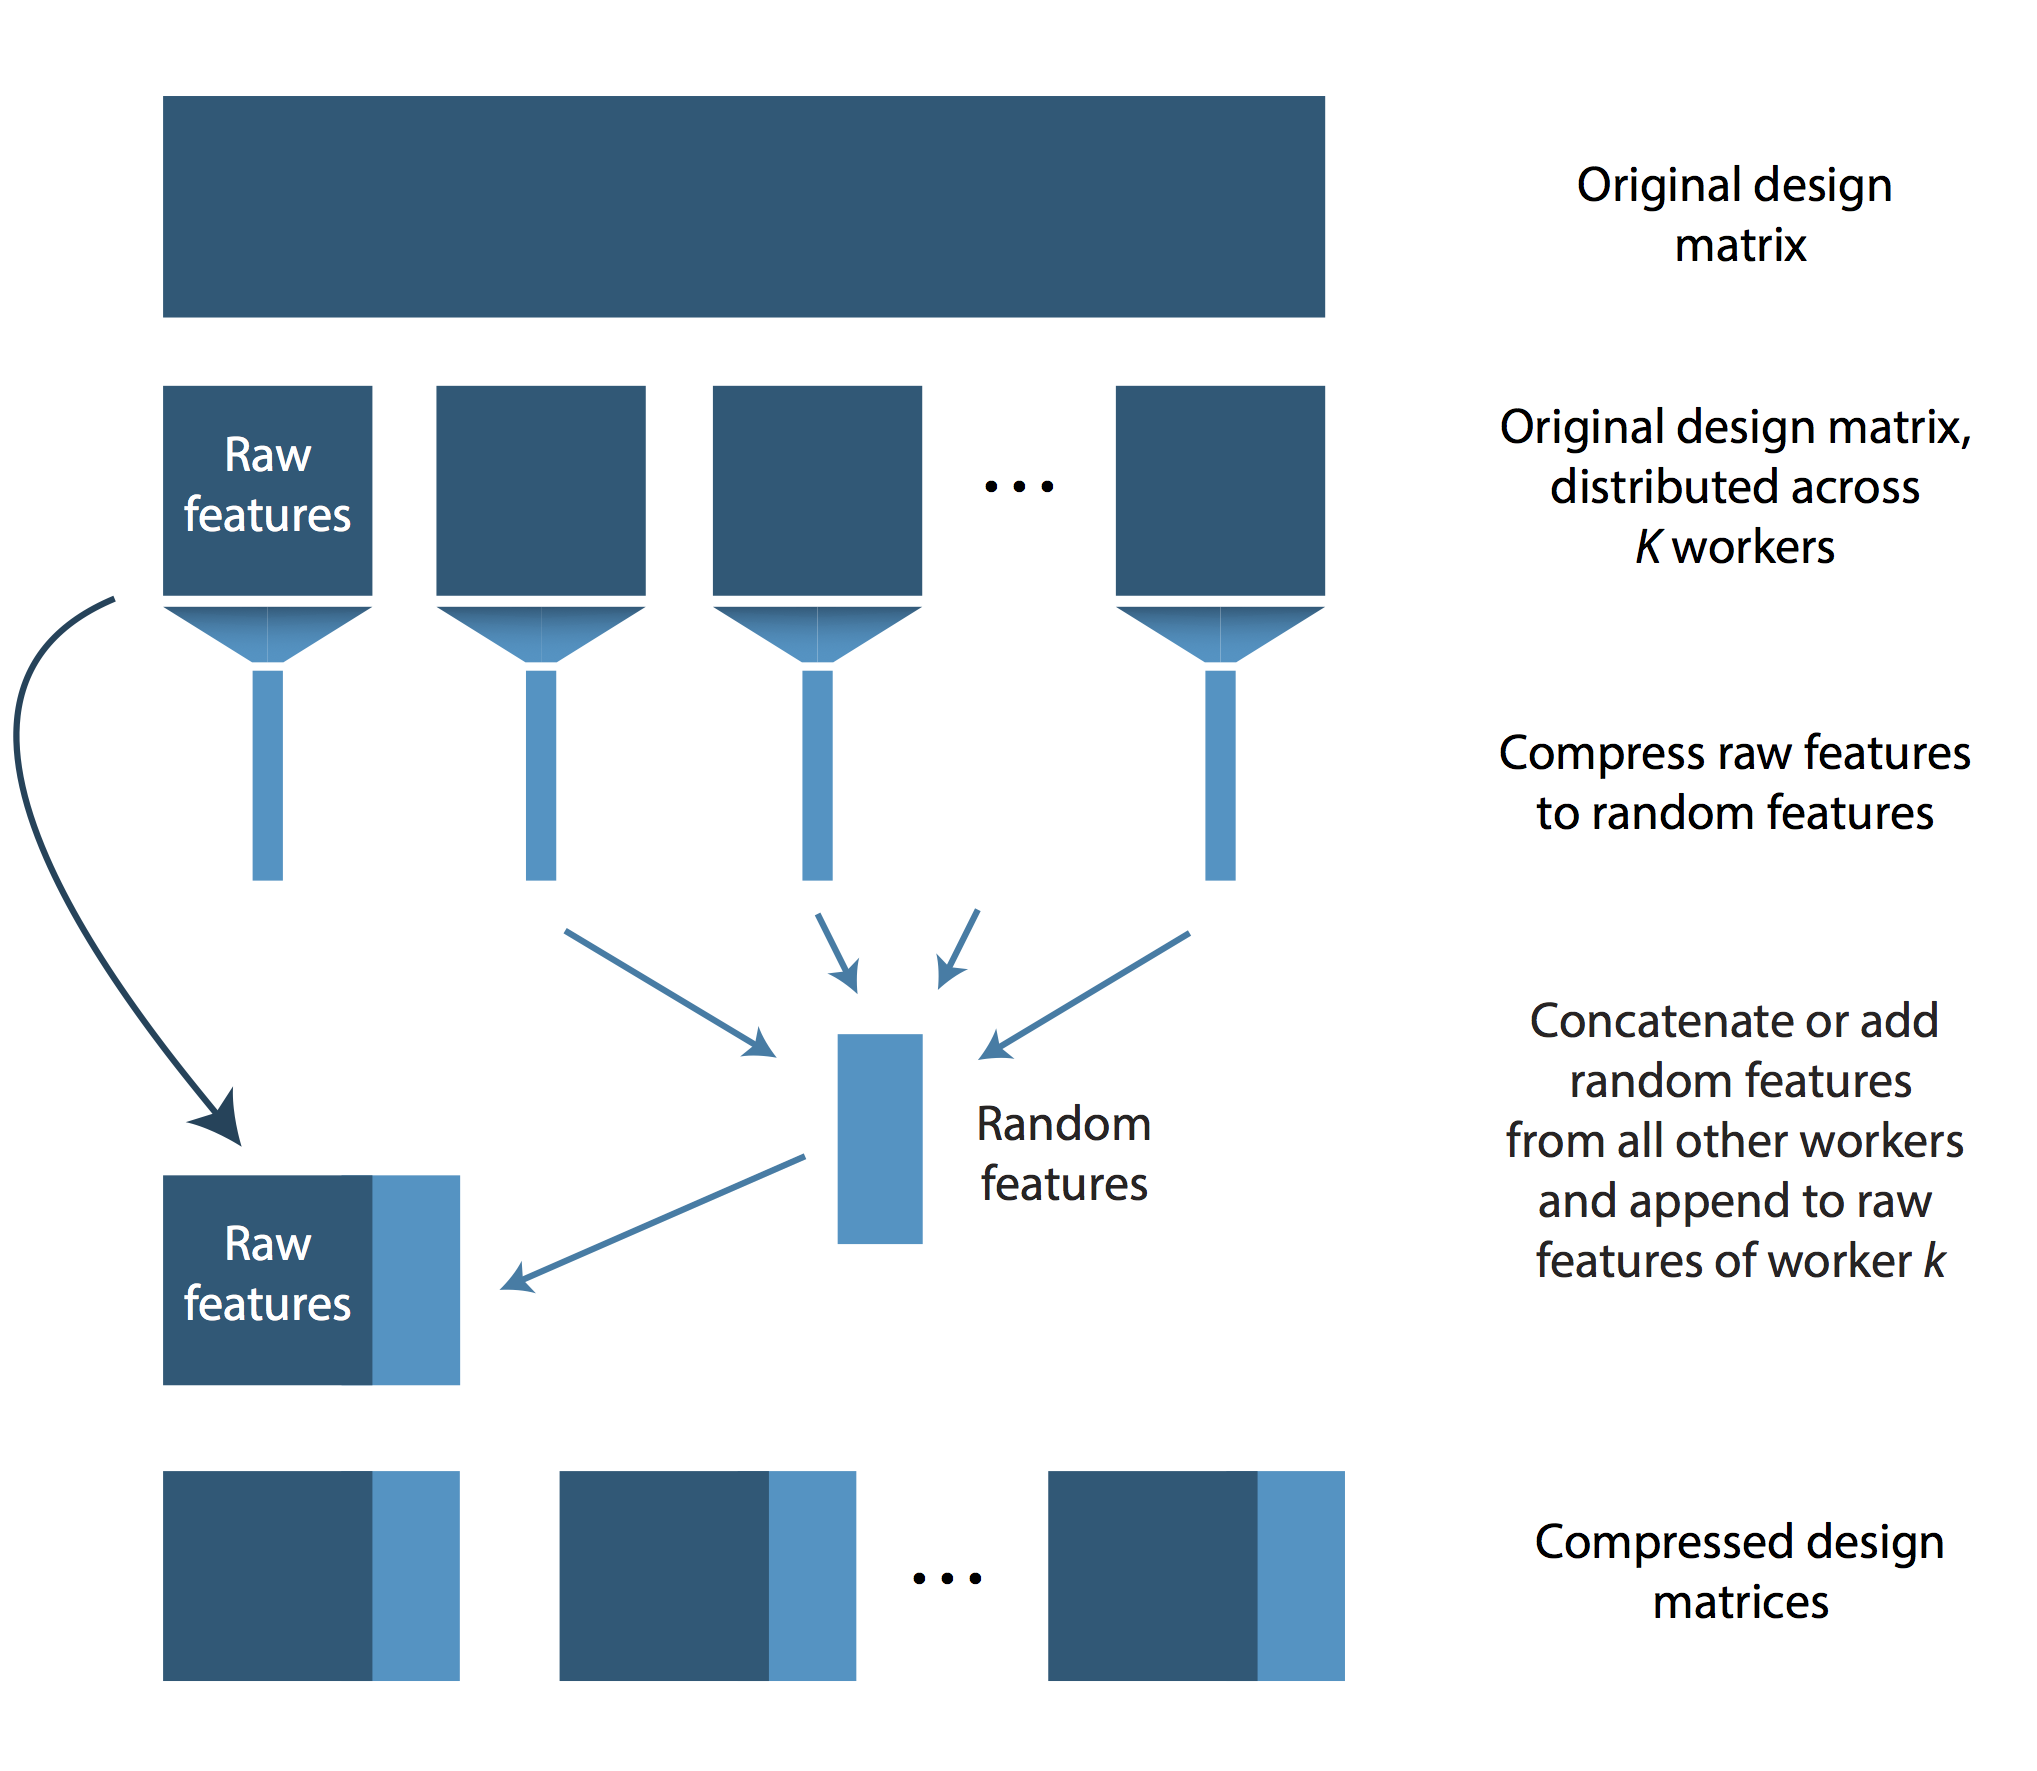 Original design
matrix
Raw
features
...
Original design matrix,
distributed across
K workers
Compress raw features
to random features
Random
features
Concatenate or add
random features
from all other workers
and append to raw
features of worker k
Raw
features
...
Compressed design
matrices